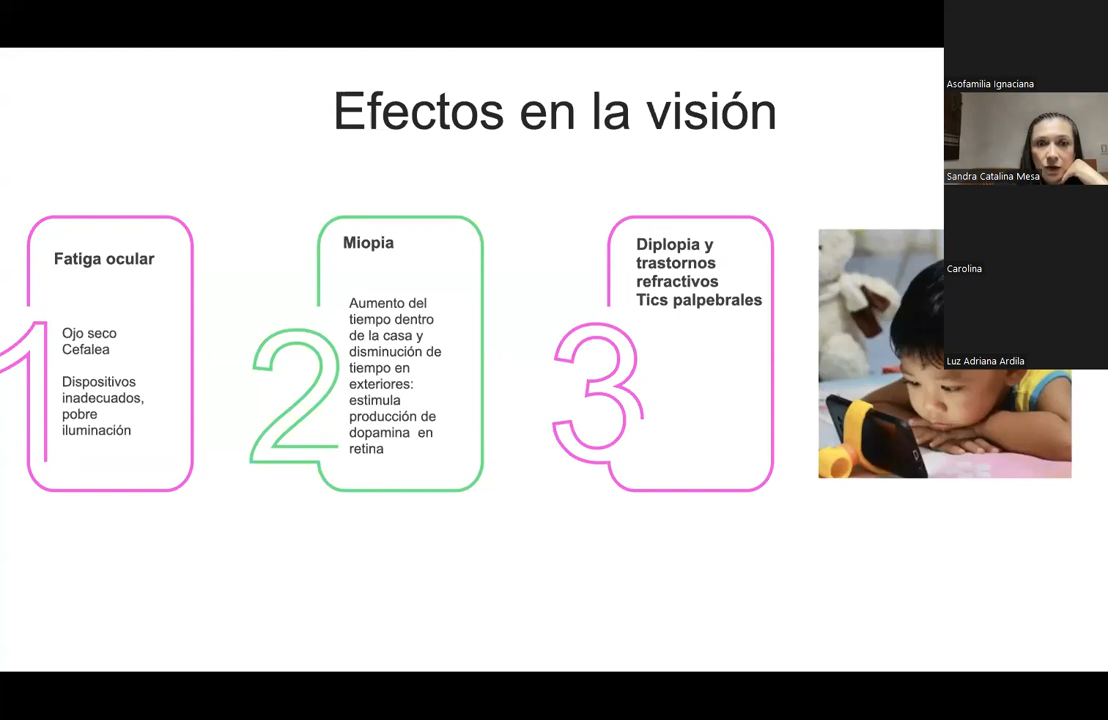 Efectos en la visión
Asofamilia Ignaciana
Sandra Catalina Mesa
Carolina
Luz Adriana Ardila
1
Fatiga ocular
Ojo seco
Cefalea
Dispositivos
inadecuados,
pobre
iluminación
2
Miopia
Aumento del
tiempo dentro
de la casa y
disminución de
tiempo en
exteriores:
estimula
producción de
dopamina en
retina
3
Diplopia y
trastornos
refractivos
Tics palpebrales